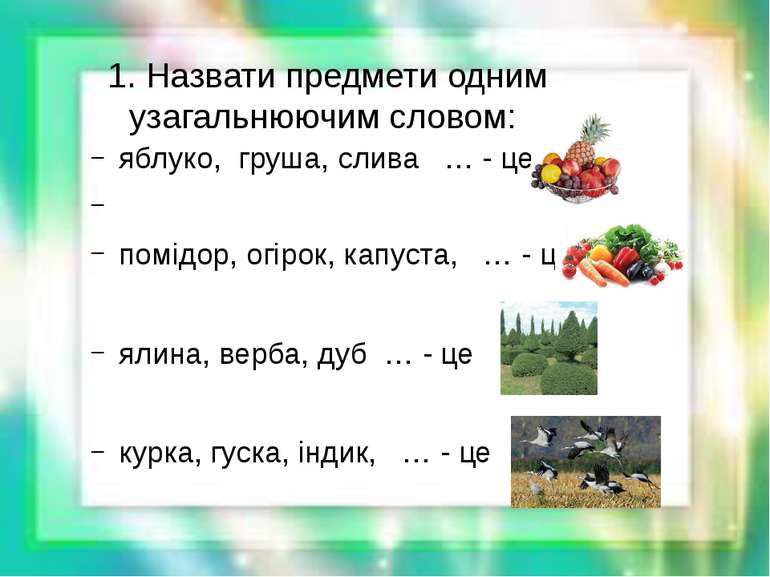 1. Назвати предмети одним
узагальнюючим словом:
– яблуко, груша, слива … - це
–
– помідор, огірок, капуста, … - ц
– ялина, верба, дуб … - це
– курка, гуска, індик, … - це